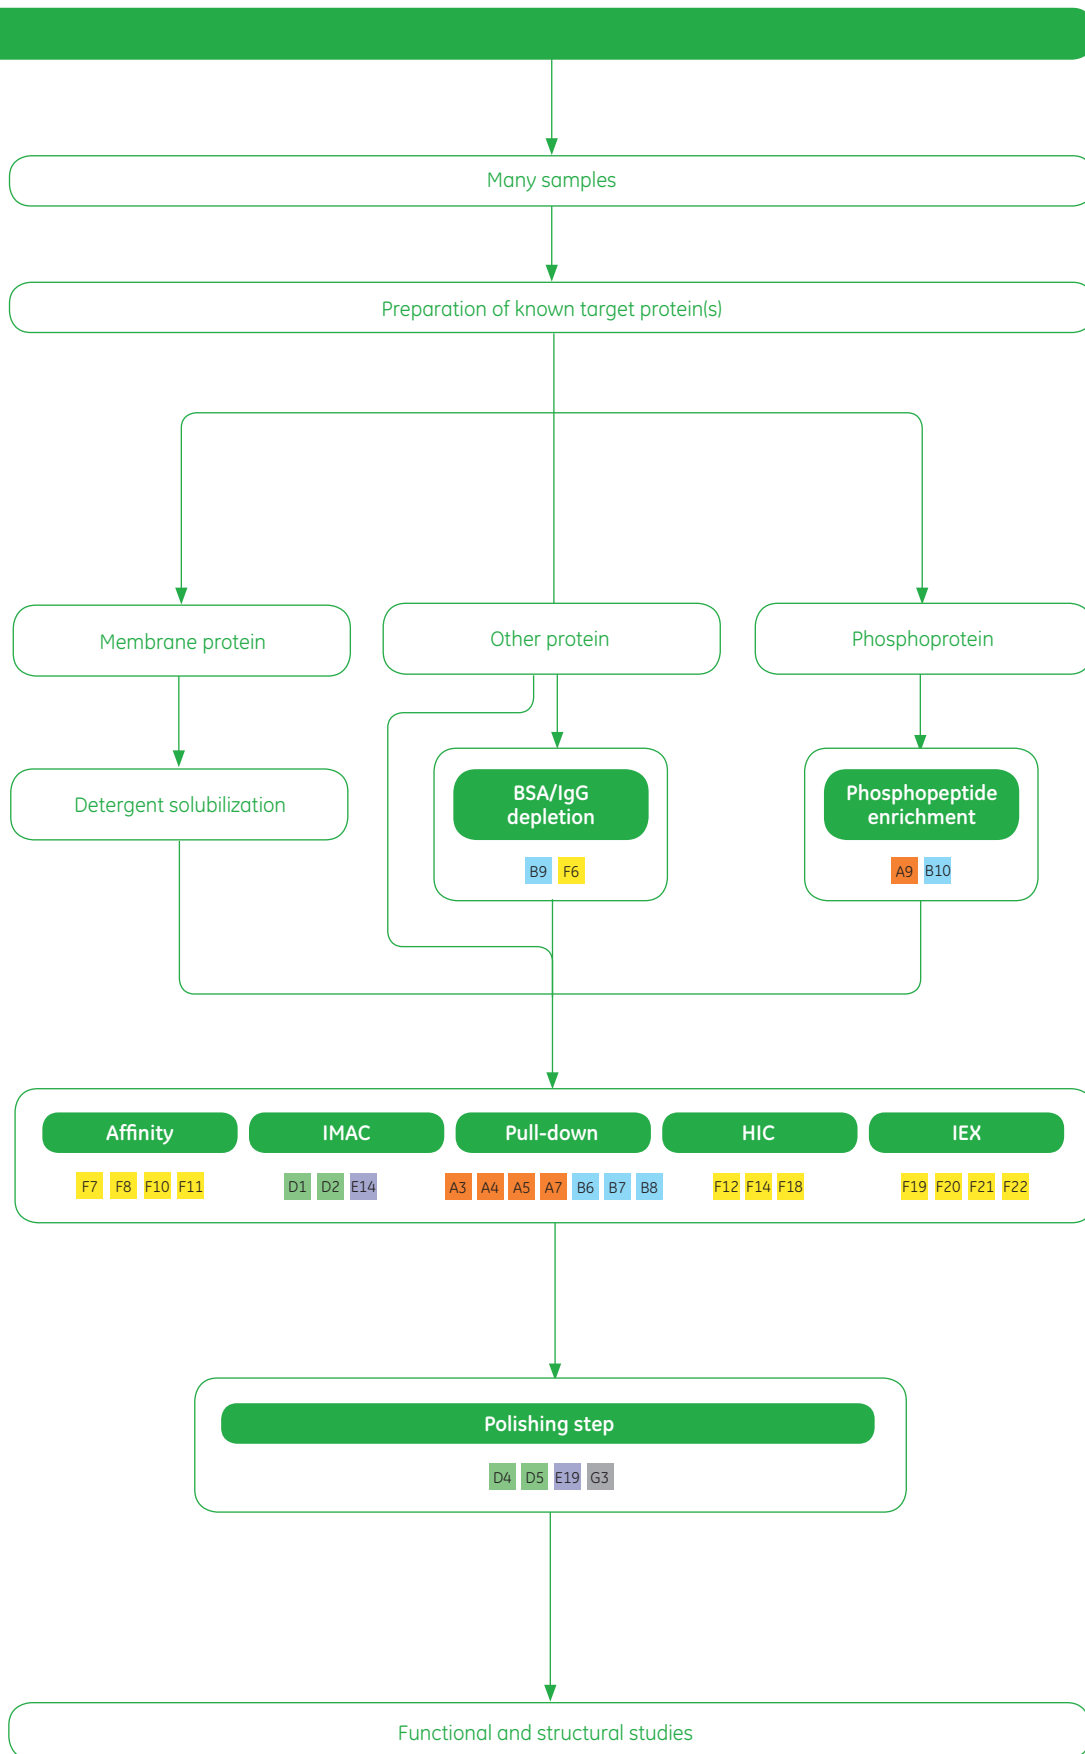 Many samples
Preparation of known target protein(s)
Membrane protein
Other protein
Phosphoprotein
Detergent solubilization
BSA/IgG
depletion
B9 F6
Phosphopeptide
enrichment
A9 B10
Affinity
IMAC
Pull-down
HIC
IEX
F7 F8 F10 F11
D1 D2 E14
A3 A4 A5 A7 B6 B7 B8
F12 F14 F18
F19 F20 F21 F22
Polishing step
D4 D5 E19 G3
Functional and structural studies